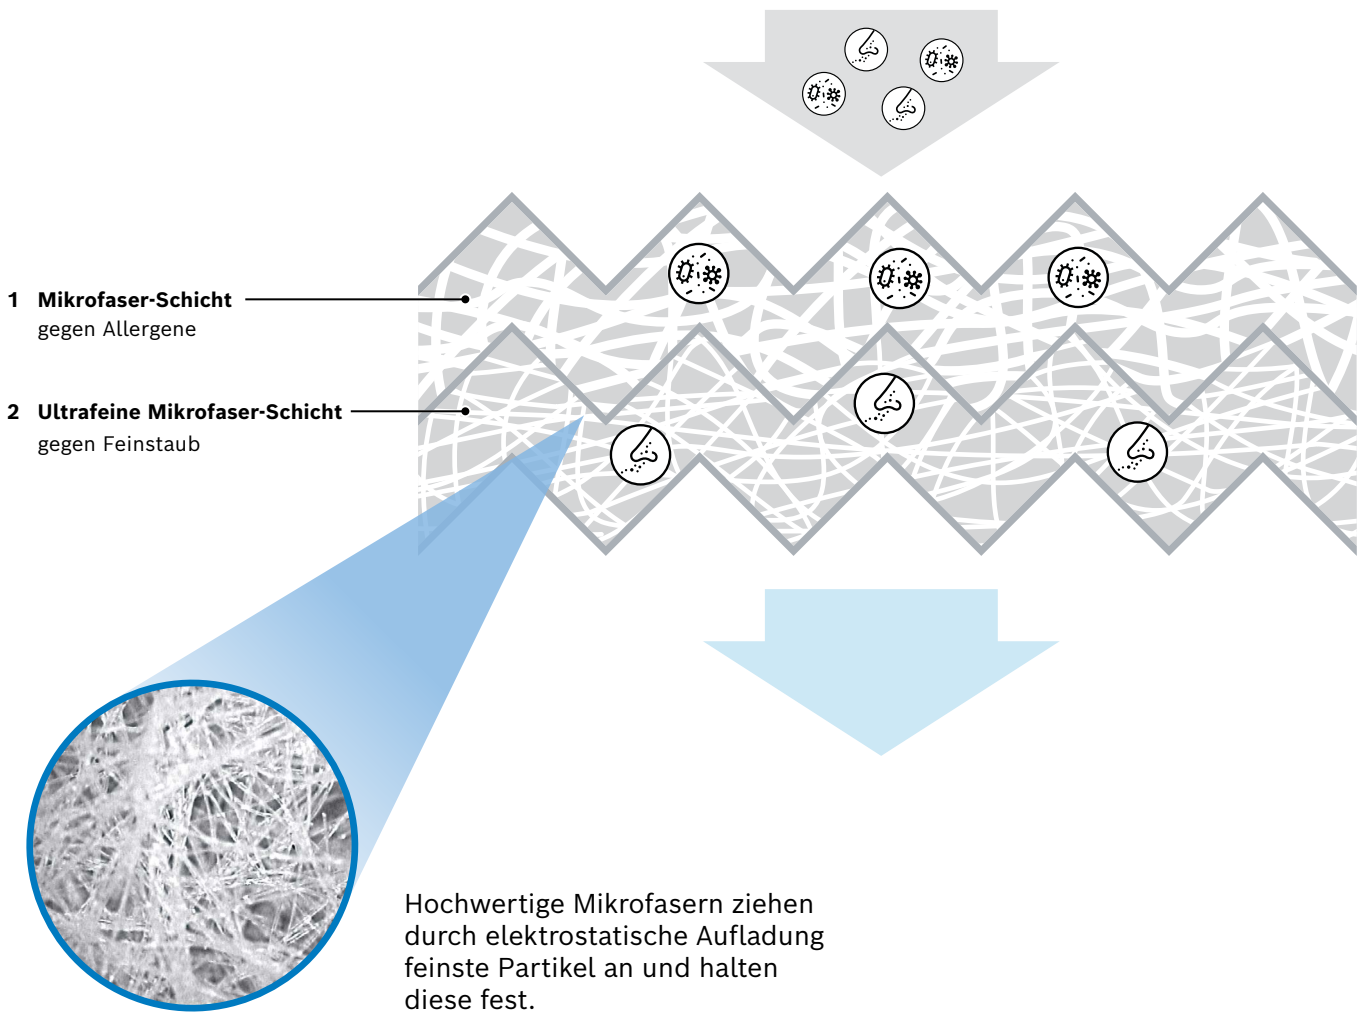 1 Mikrofaser-Schicht
gegen Allergene
2 Ultrafeine Mikrofaser-Schicht
gegen Feinstaub
Hochwertige Mikrofasern ziehen
durch elektrostatische Aufladung
feinste Partikel an und halten
diese fest.